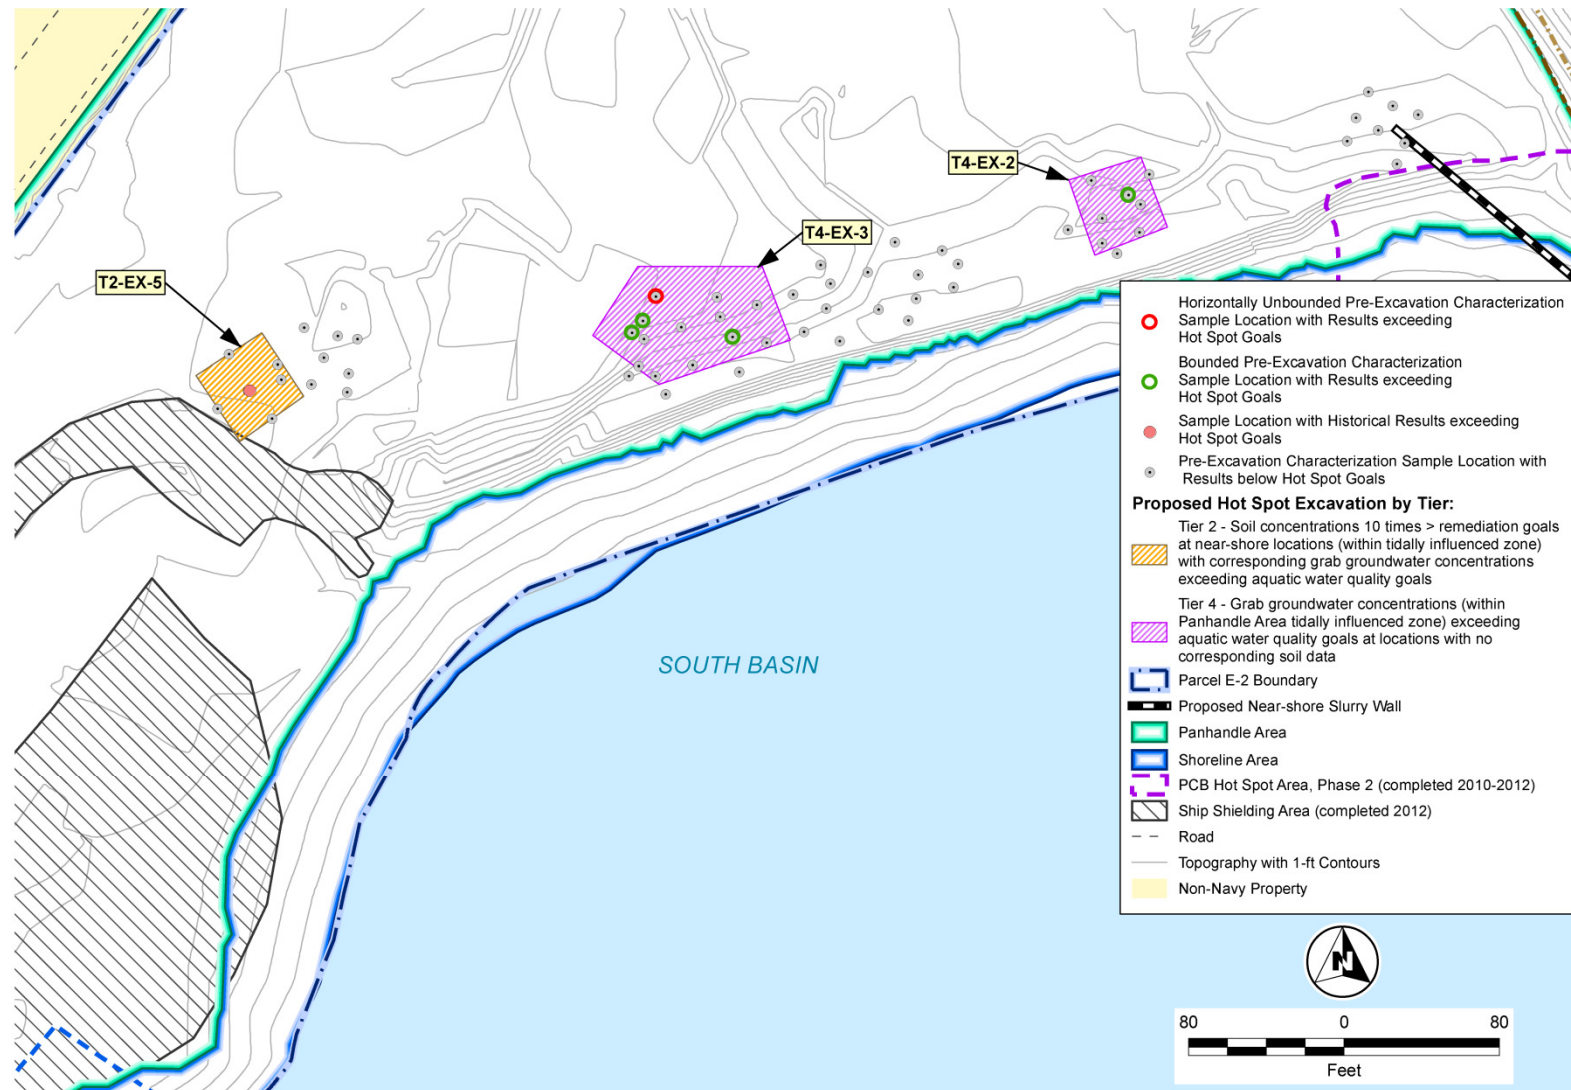 T4-EX-2
T4-EX-3
T2-EX-5
SOUTH BASIN
Horizontally Unbounded Pre-Excavation Characterization
Sample Location with Results exceeding
Hot Spot Goals
Bounded Pre-Excavation Characterization
Sample Location with Results exceeding
Hot Spot Goals
Sample Location with Historical Results exceeding
Hot Spot Goals
Pre-Excavation Characterization Sample Location with
Results below Hot Spot Goals
Proposed Hot Spot Excavation by Tier:
Tier 2 - Soil concentrations 10 times > remediation goals
at near-shore locations (within tidally influenced zone)
with corresponding grab groundwater concentrations
exceeding aquatic water quality goals
Tier 4 - Grab groundwater concentrations (within
Panhandle Area tidally influenced zone) exceeding
aquatic water quality goals at locations with no
corresponding soil data
Parcel E-2 Boundary
Proposed Near-shore Slurry Wall
Panhandle Area
Shoreline Area
PCB Hot Spot Area, Phase 2 (completed 2010-2012)
Ship Shielding Area (completed 2012)
Road
Topography with 1-ft Contours
Non-Navy Property
N
80 0 80
Feet